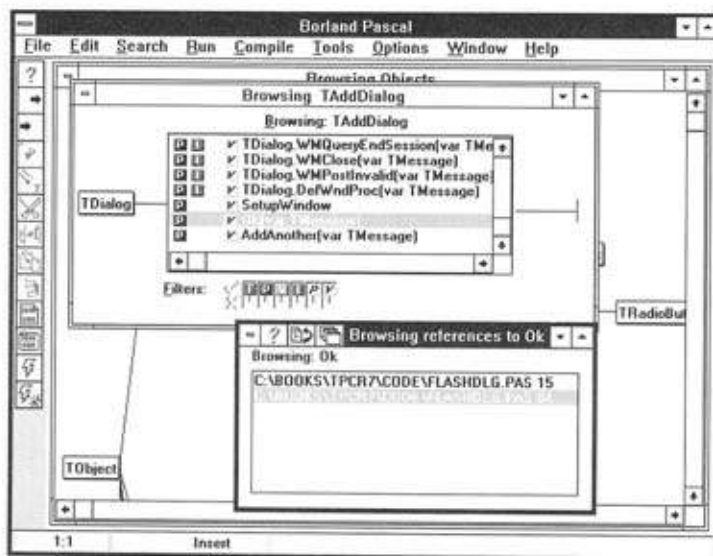 Borland Pascal
File Edit Search Run Compile Tools Options Window Help
Browsing Objects
Browsing TAddDialog
Browsing: TAddDialog
P I v TDialog.WMQueryEndSession(var TMe
P I v TDialog.WMClose(var TMessage)
P I v TDialog.WMPostInvalid(var TMessage)
P I v TDialog.DefWndProc(var TMessage)
P v SetupWindow
AddAnother(var TMessage)
TDialog
Filters:
TRadioBut
Browsing references to Ok
Browsing: Ok
C:\BOOKS\TPCR7\CODE\FLASHDLG.PAS 15
TObject
1:1 Insert